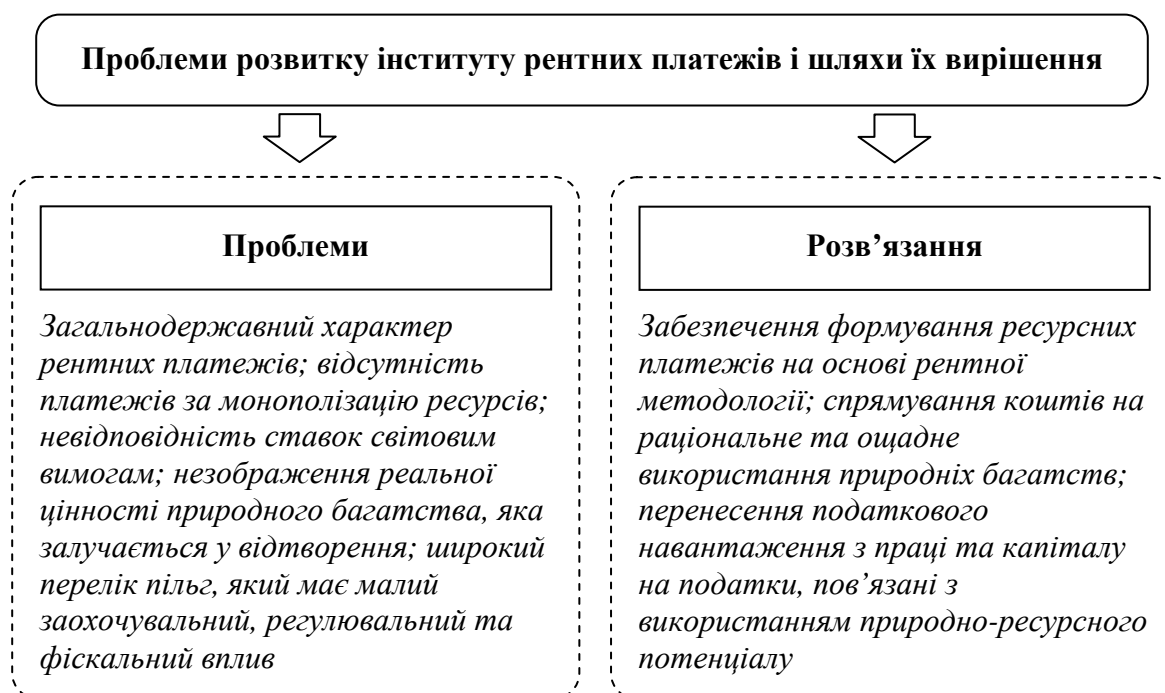 Проблеми розвитку інституту рентних платежів і шляхи їх вирішення
Проблеми
Загальнодержавний характер
рентних платежів; відсутність
платежів за монополізацію ресурсів;
невідповідність ставок світовим
вимогам; незображення реальної
цінності природного багатства, яка
залучається у відтворення; широкий
перелік пільг, який має малий
заохочувальний, регулювальний та
фіскальний вплив
Розв’язання
Забезпечення формування ресурсних
платежів на основі рентної
методології; спрямування коштів на
раціональне та ощадне
використання природніх багатств;
перенесення податкового
навантаження з праці та капіталу
на податки, пов’язані з
використанням природно-ресурсного
потенціалу